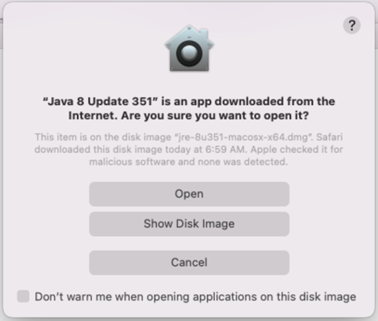 ?
“Java 8 Update 351” is an app downloaded from the
Internet. Are you sure you want to open it?
This item is on the disk image “jre-8u351-macosx-x64.dmg”. Safari
downloaded this disk image today at 6:59 AM. Apple checked it for
malicious software and none was detected.
Open
Show Disk Image
Cancel
Don't warn me when opening applications on this disk image